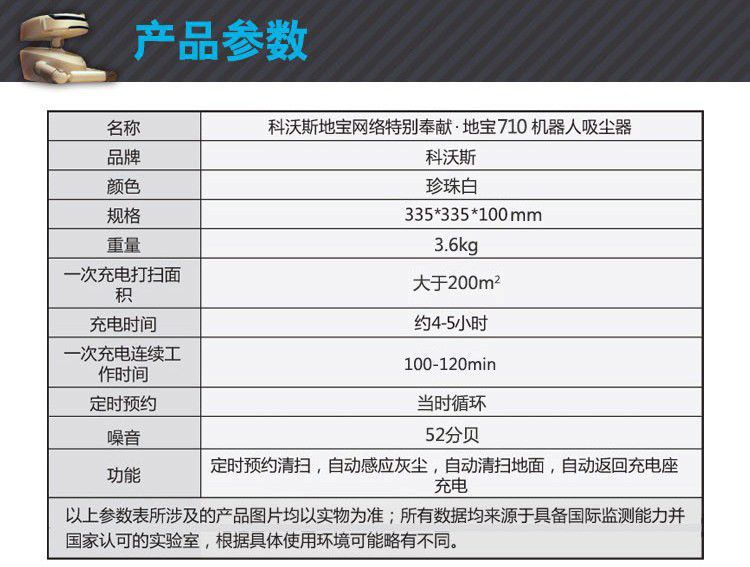 产品参数
名称
科沃斯地宝网络特别奉献·地宝710 机器人吸尘器
品牌
科沃斯
颜色
珍珠白
规格
335*335*100mm
重量
3.6kg
一次充电打扫面
积
大于200m²
充电时间
约4-5小时
一次充电连续工
作时间
100-120min
定时预约
当时循环
噪音
52分贝
功能
定时预约清扫，自动感应灰尘，自动清扫地面，自动返回充电座
充电
以上参数表所涉及的产品图片均以实物为准；所有数据均来源于具备国际监测能力并
国家认可的实验室，根据具体使用环境可能略有不同。